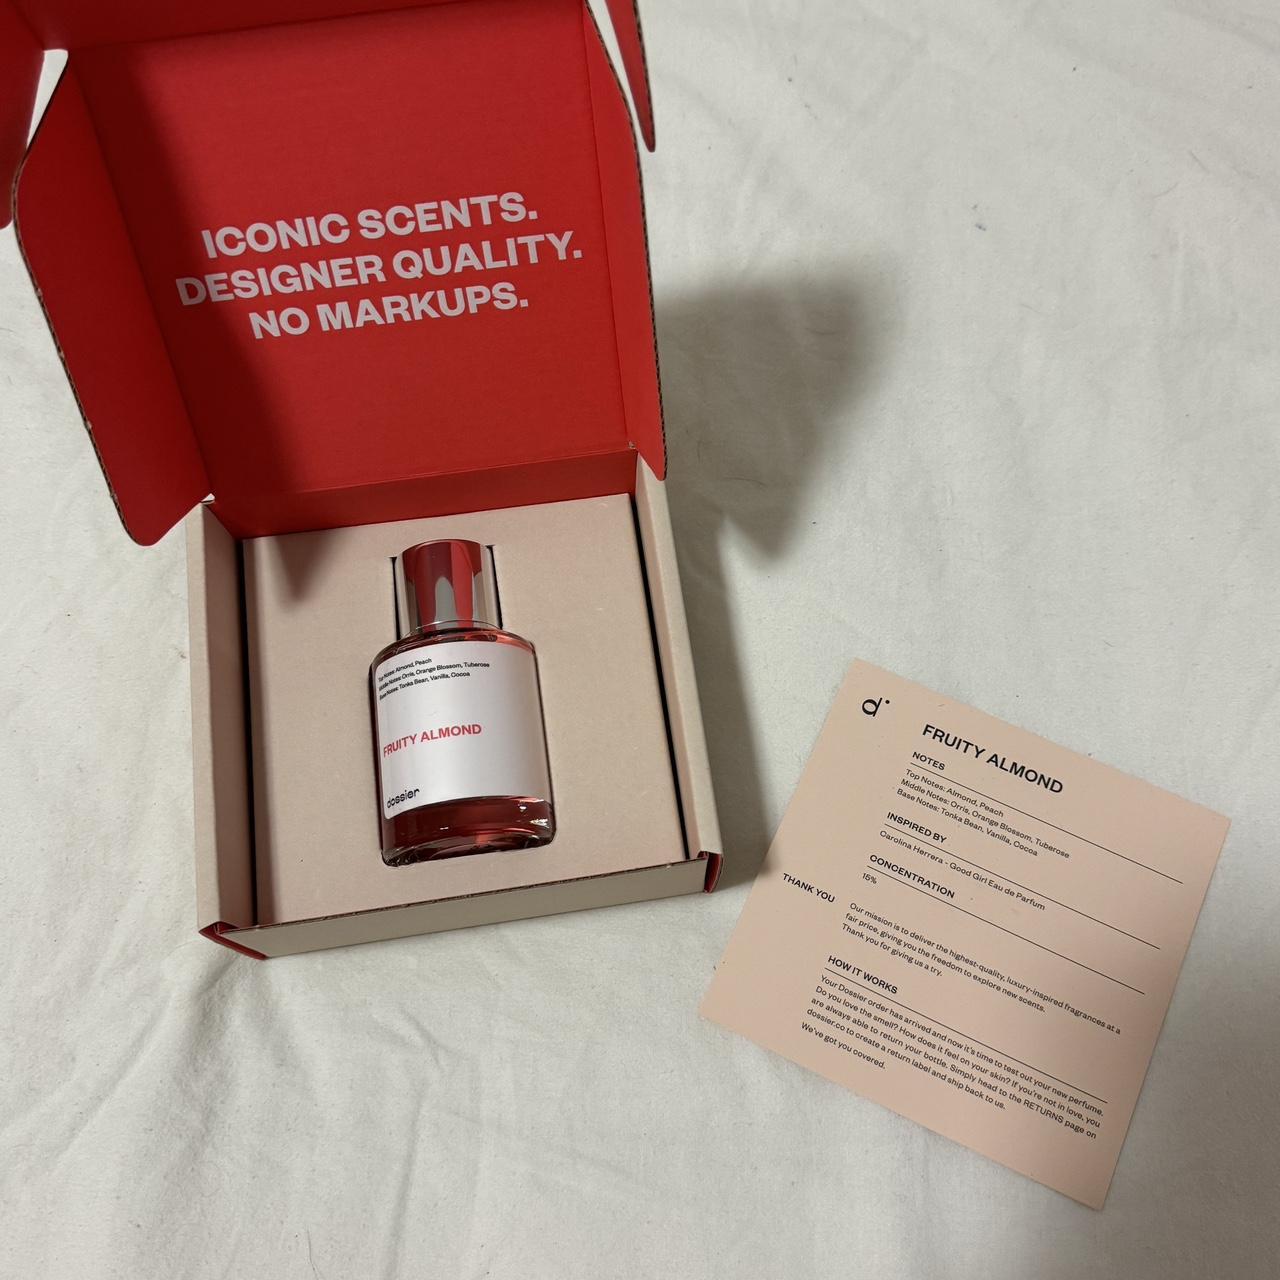 ICONIC SCENTS.
DESIGNER QUALITY.
NO MARKUPS.
Top Notes: Almond, Peach
Middle Notes: Orris, Orange Blossom, Tuberose
Base Notes: Tonka Bean, Vanilla, Cocoa
FRUITY ALMOND
dossier
d
FRUITY ALMOND
NOTES
Top Notes: Almond, Peach
Middle Notes: Orris, Orange Blossom, Tuberose
Base Notes: Tonka Bean, Vanilla, Cocoa
INSPIRED BY
Carolina Herrera - Good Girl Eau de Parfum
CONCENTRATION
15%
THANK YOU
Our mission is to deliver the highest-quality, luxury-inspired fragrances at a
fair price, giving you the freedom to explore new scents.
Thank you for giving us a try.
HOW IT WORKS
Your Dossier order has arrived and now it's time to test out your new perfume.
Do you love the smell? How does it feel on your skin? If you're not in love, you
are always able to return your bottle. Simply head to the RETURNS page on
dossier.co to create a return label and ship back to us.
We've got you covered.